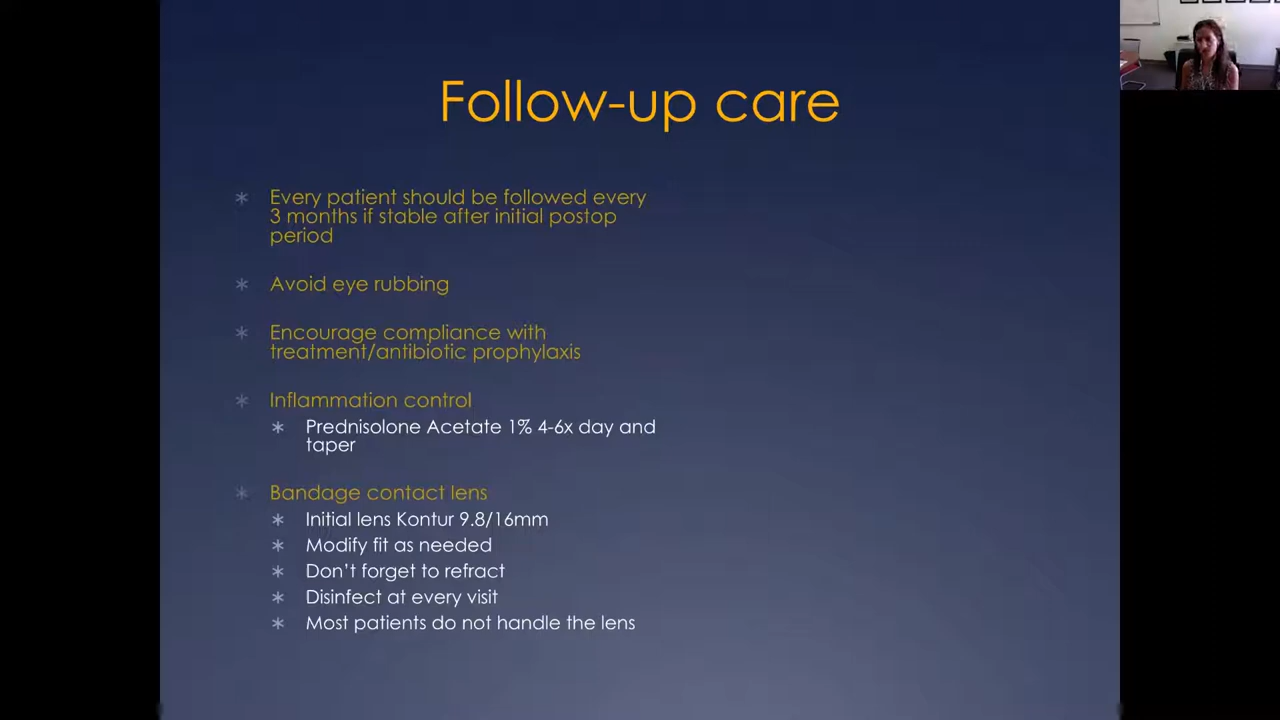 Follow-up care
Every patient should be followed every
3 months if stable after initial postop
period
Avoid eye rubbing
Encourage compliance with
treatment/antibiotic prophylaxis
Inflammation control
Prednisolone Acetate 1% 4-6x day and
taper
Bandage contact lens
Initial lens Kontur 9.8/16mm
Modify fit as needed
Don't forget to refract
Disinfect at every visit
Most patients do not handle the lens